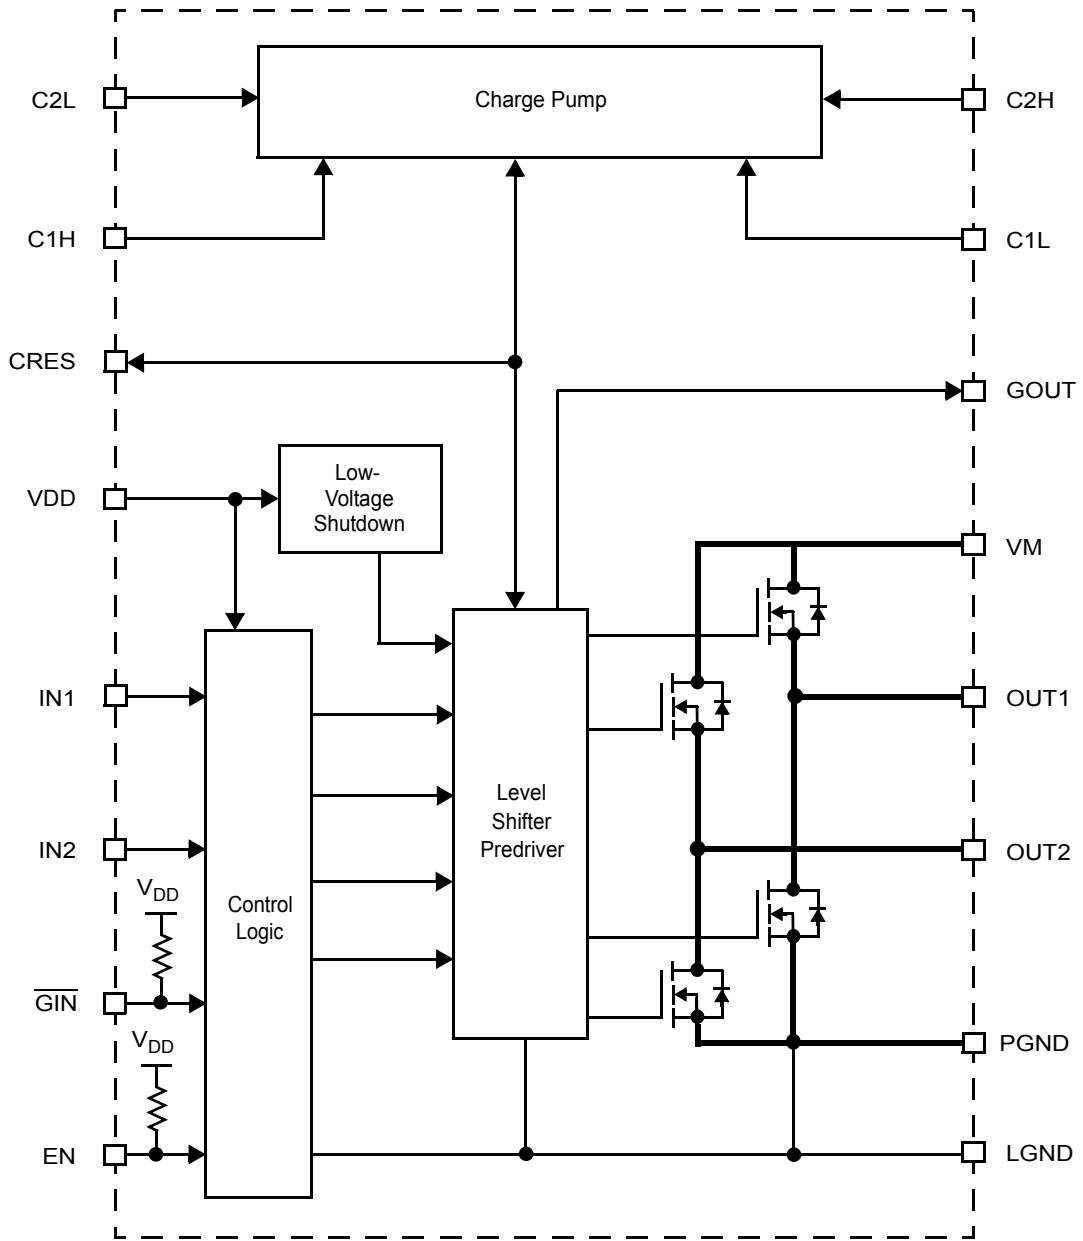 C2L
Charge Pump
C2H
C1H
C1L
CRES
GOUT
VDD
Low-
Voltage
Shutdown
VM
IN1
OUT1
Level
Shifter
Predriver
IN2
OUT2
VDD
Control
Logic
GIN
VDD
PGND
EN
LGND